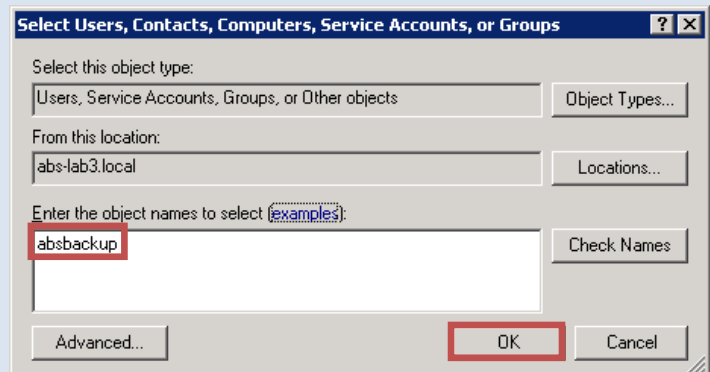 Select Users, Contacts, Computers, Service Accounts, or Groups
Select this object type:
Users, Service Accounts, Groups, or Other objects
Object Types...
From this location:
abs-lab3.local
Locations...
Enter the object names to select (examples):
absbackup
Check Names
Advanced...
OK
Cancel